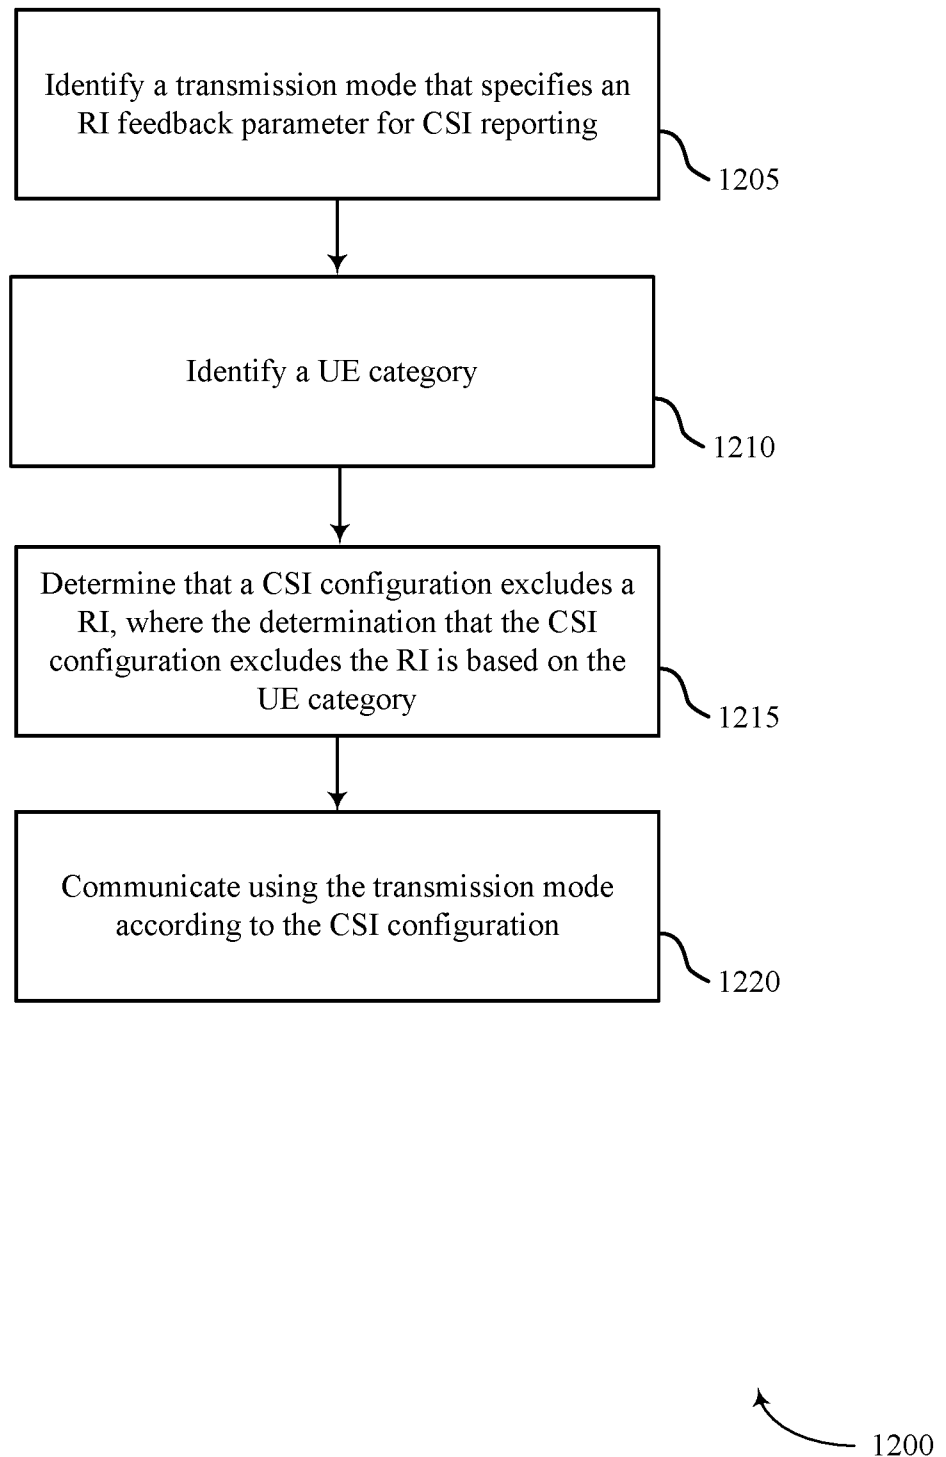 Identify a transmission mode that specifies an
RI feedback parameter for CSI reporting
1205
Identify a UE category
1210
Determine that a CSI configuration excludes a
RI, where the determination that the CSI
configuration excludes the RI is based on the
UE category
1215
Communicate using the transmission mode
according to the CSI configuration
1220
1200